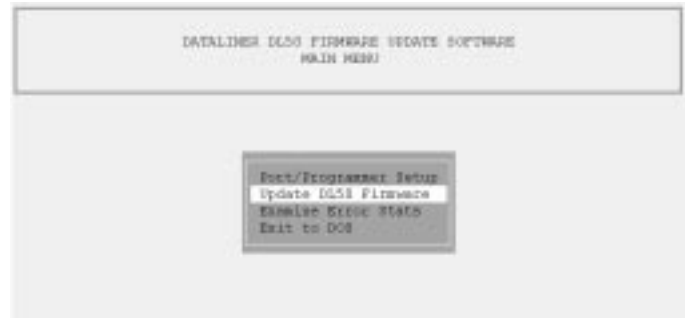 DATALINER DL50 FIRMWARE UPDATE SOFTWARE
MAIN MENU
Port/Programmer Setup
Update DL50 Firmware
Examine Error Stats
Exit to DOS